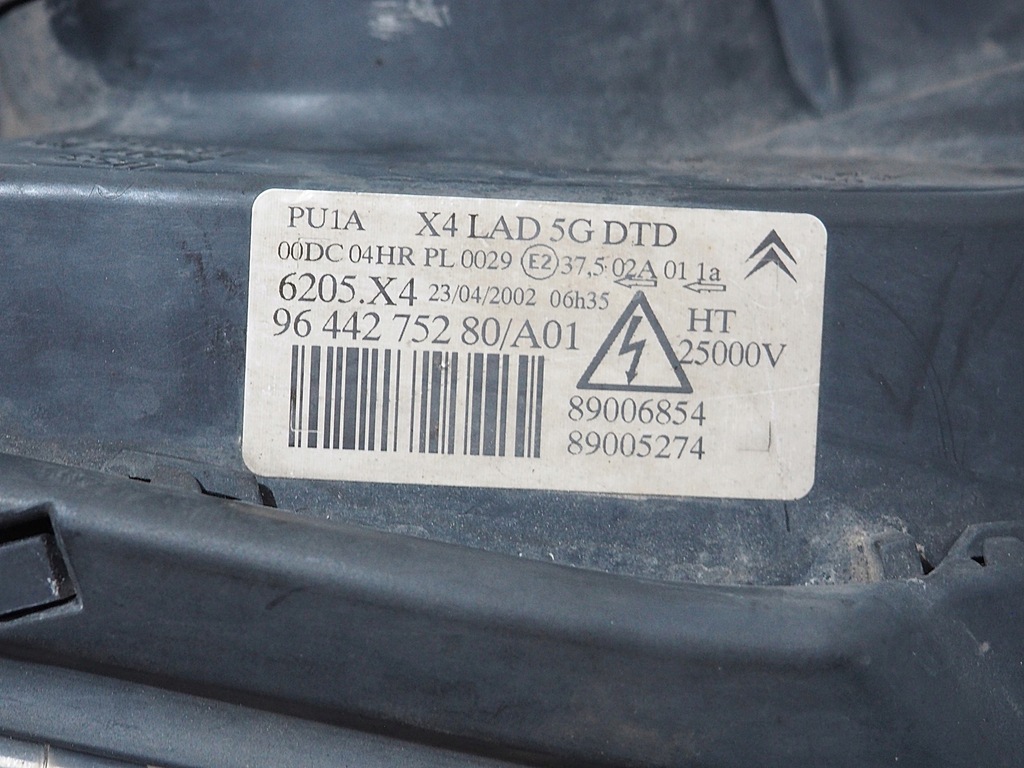 PU1A X4 LAD 5G DTD
00DC 04HR PL 0029 E2 37,5 02A 01 1a
6205.X4 23/04/2002 06h35
96 442 752 80/A01
HT
25000V
89006854
89005274